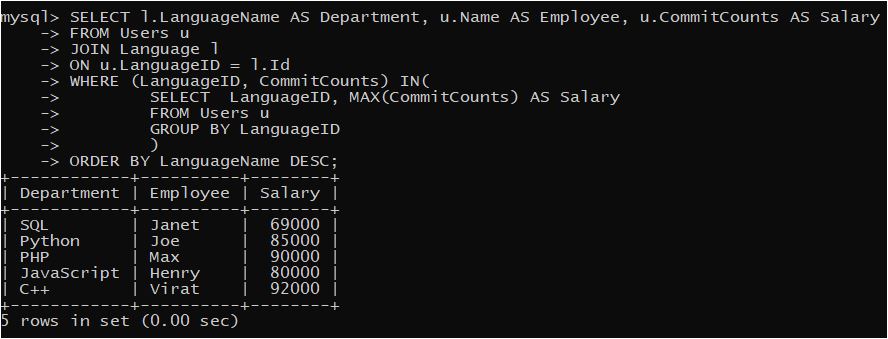 mysql> SELECT l.LanguageName AS Department, u.Name AS Employee, u.CommitCounts AS Salary
    -> FROM Users u
    -> JOIN Language l
    -> ON u.LanguageID = l.Id
    -> WHERE (LanguageID, CommitCounts) IN(
    ->         SELECT  LanguageID, MAX(CommitCounts) AS Salary
    ->         FROM Users u
    ->         GROUP BY LanguageID
    ->         )
    -> ORDER BY LanguageName DESC;
+------------+----------+--------+
| Department | Employee | Salary |
+------------+----------+--------+
| SQL        | Janet    |  69000 |
| Python     | Joe      |  85000 |
| PHP        | Max      |  90000 |
| JavaScript | Henry    |  80000 |
| C++        | Virat    |  92000 |
+------------+----------+--------+
5 rows in set (0.00 sec)